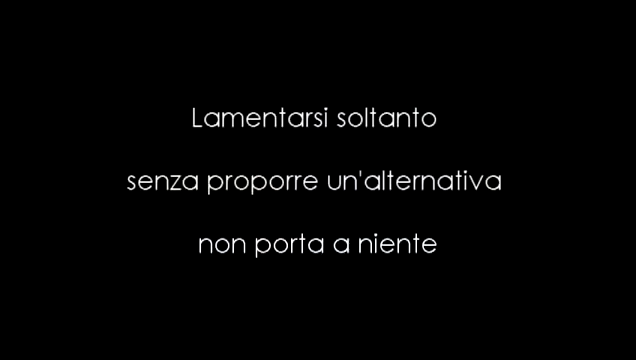 Lamentarsi soltanto
senza proporre un'alternativa
non porta a niente